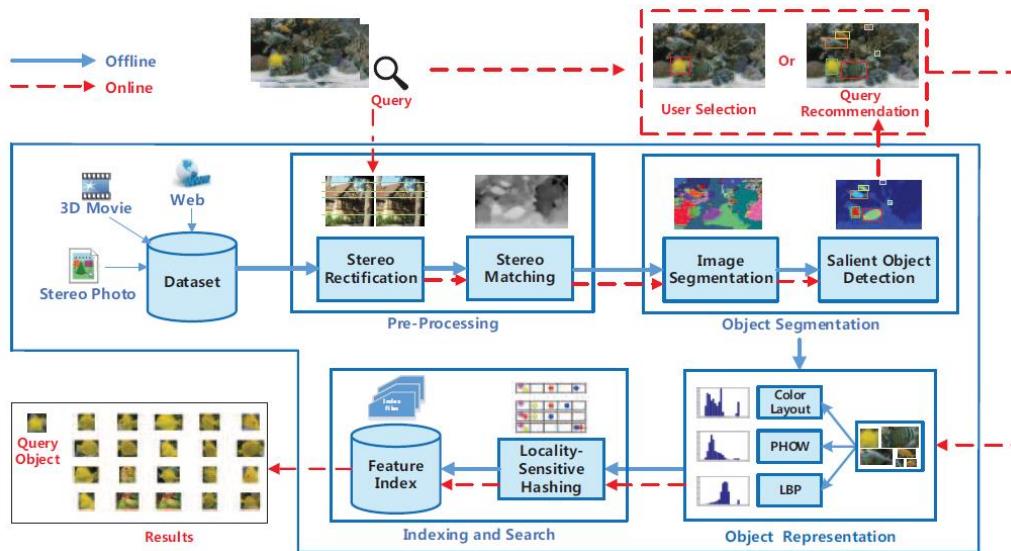 Offline
Online
Query
User Selection
Or
Query
Recommendation
3D Movie
Web
Stereo Photo
Dataset
Stereo
Rectification
Stereo
Matching
Pre-Processing
Image
Segmentation
Salient Object
Detection
Object Segmentation
Query
Object
Results
Index
Files
Feature
Index
Locality-
Sensitive
Hashing
Indexing and Search
Color
Layout
PHOW
LBP
Object Representation